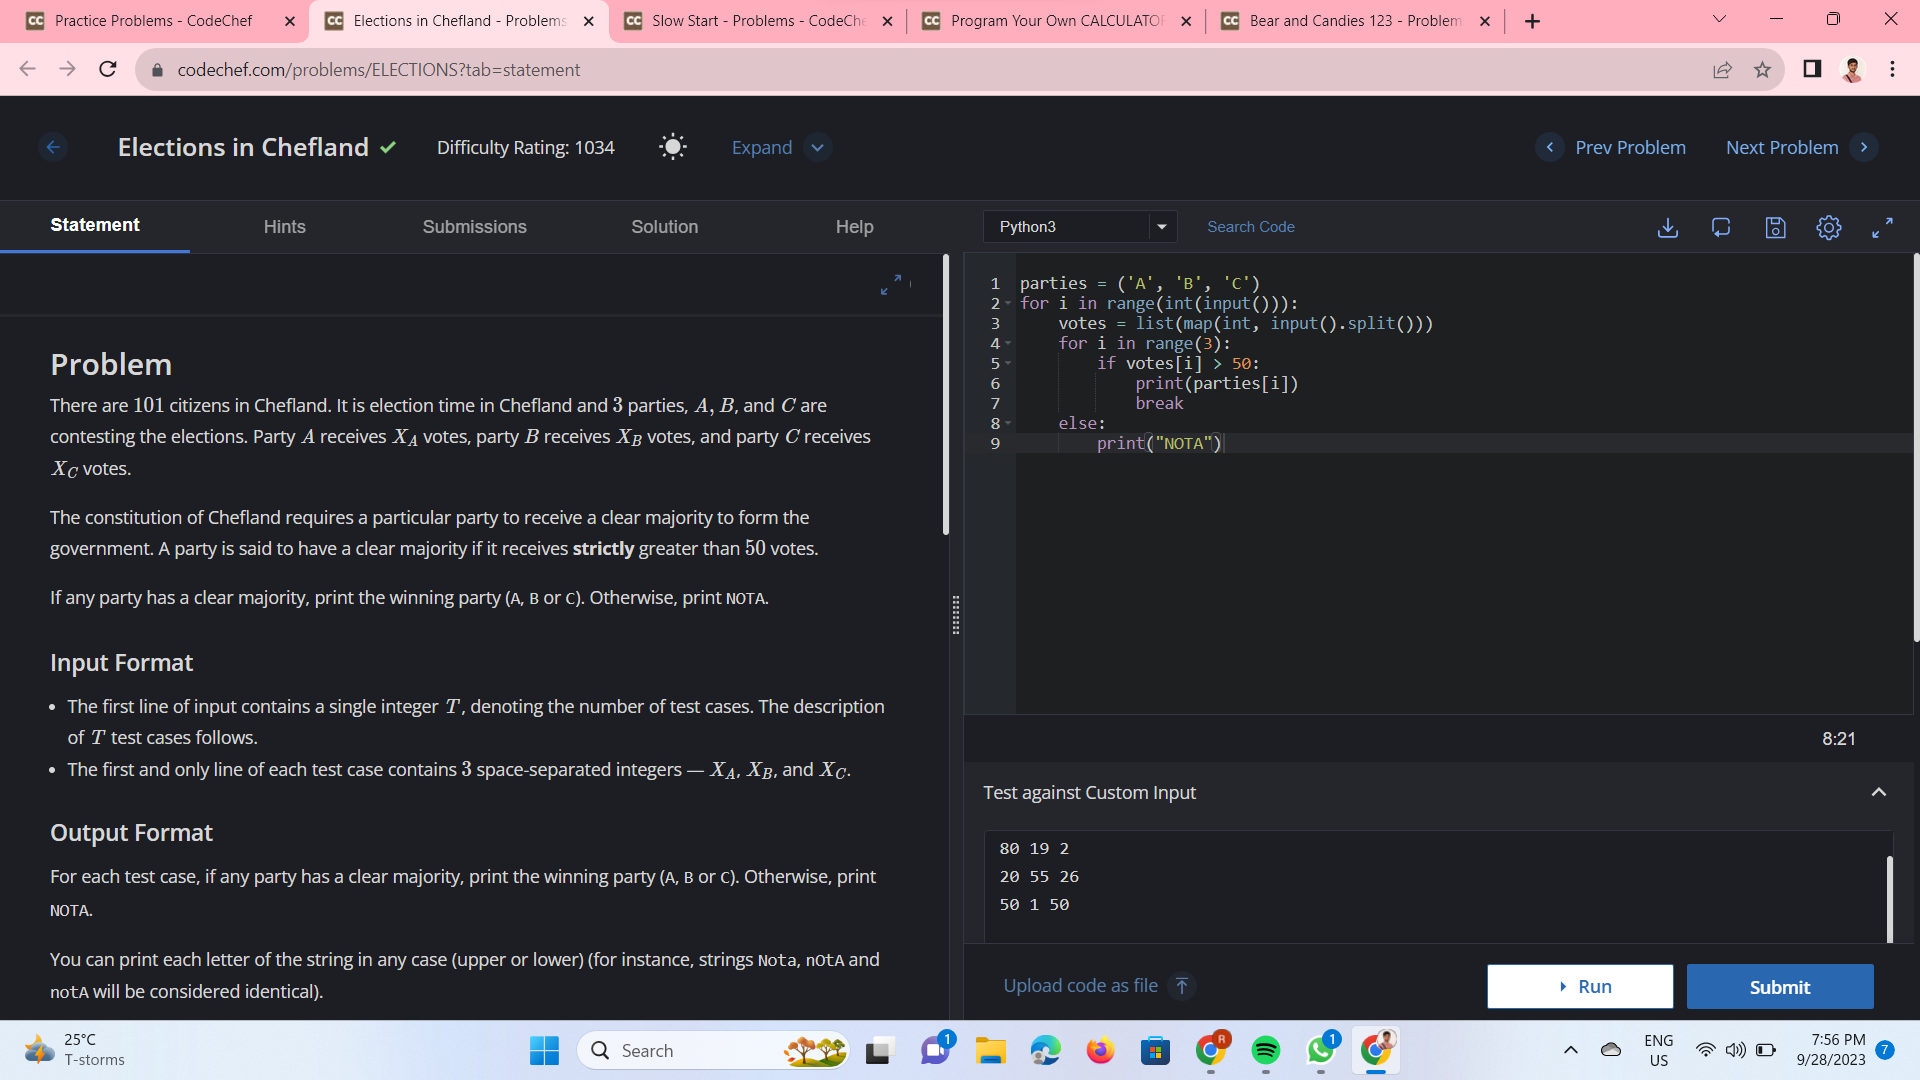 Practice Problems - CodeChef
Elections in Chefland - Problems
Slow Start - Problems - CodeChe
Program Your Own CALCULATOR
Bear and Candies 123 - Problem
codechef.com/problems/ELECTIONS?tab=statement
Elections in Chefland
Difficulty Rating: 1034
Expand
Prev Problem
Next Problem
Statement
Hints
Submissions
Solution
Help
Python3
Search Code
Problem
There are 101 citizens in Chefland. It is election time in Chefland and 3 parties, A, B, and C are
contesting the elections. Party A receives X_A votes, party B receives X_B votes, and party C receives
X_C votes.
The constitution of Chefland requires a particular party to receive a clear majority to form the
government. A party is said to have a clear majority if it receives strictly greater than 50 votes.
If any party has a clear majority, print the winning party (A, B or C). Otherwise, print NOTA.
Input Format
• The first line of input contains a single integer T, denoting the number of test cases. The description
of T test cases follows.
• The first and only line of each test case contains 3 space-separated integers — X_A, X_B, and X_C.
Output Format
For each test case, if any party has a clear majority, print the winning party (A, B or C). Otherwise, print
NOTA.
You can print each letter of the string in any case (upper or lower) (for instance, strings Nota, nOtA and
notA will be considered identical).
1 parties = ('A', 'B', 'C')
2 for i in range(int(input())):
3     votes = list(map(int, input().split()))
4     for i in range(3):
5         if votes[i] > 50:
6             print(parties[i])
7             break
8     else:
9         print("NOTA")
8:21
Test against Custom Input
80 19 2
20 55 26
50 1 50
Upload code as file
Run
Submit
25°C
T-storms
Search
1
R
1
ENG
US
7:56 PM
9/28/2023
7